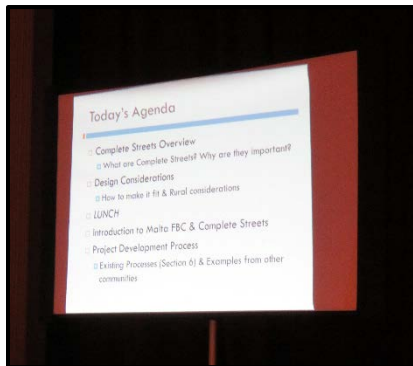 Today's Agenda
Complete Streets Overview
What are Complete Streets? Why are they important?
Design Considerations
How to make it fit & Rural considerations
LUNCH
Introduction to Malta FBC & Complete Streets
Project Development Process
Existing Processes (Section 6) & Examples from other
communities